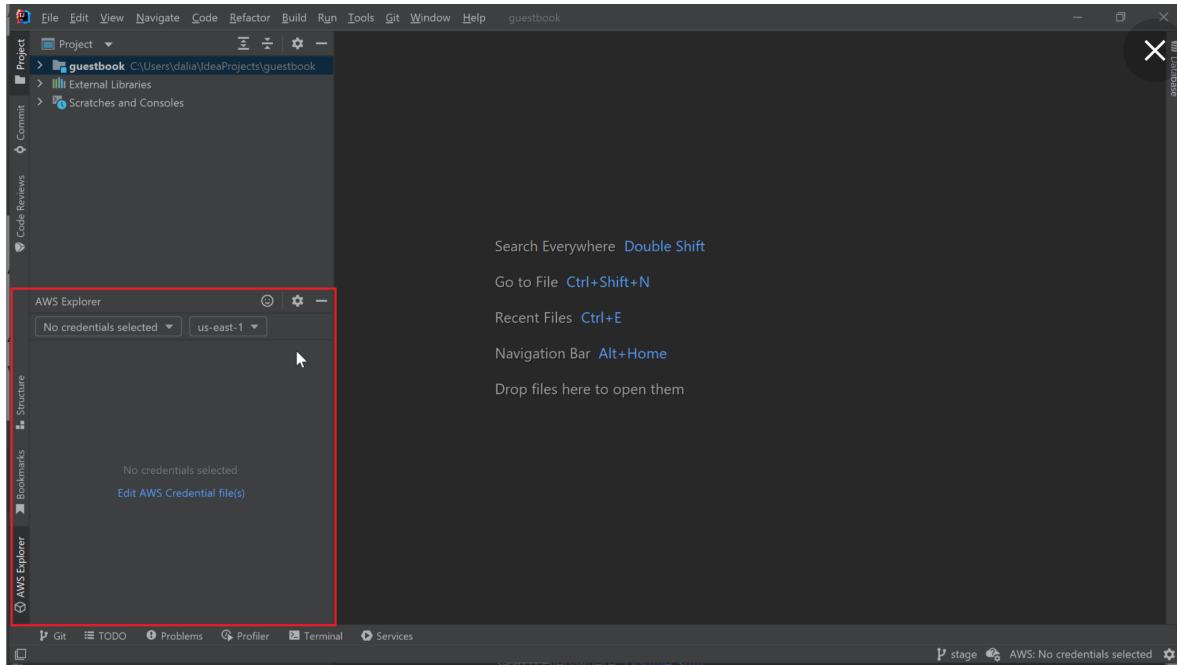 File Edit View Navigate Code Refactor Build Run Tools Git Window Help guestbook
Project
Project
guestbook C:\Users\dalia\IdeaProjects\guestbook
External Libraries
Scratches and Consoles
Commit
Code Reviews
Database
Search Everywhere Double Shift
Go to File Ctrl+Shift+N
Recent Files Ctrl+E
Navigation Bar Alt+Home
Drop files here to open them
AWS Explorer
No credentials selected us-east-1
No credentials selected
Edit AWS Credential file(s)
Structure
Bookmarks
AWS Explorer
Git TODO Problems Profiler Terminal Services
stage AWS: No credentials selected